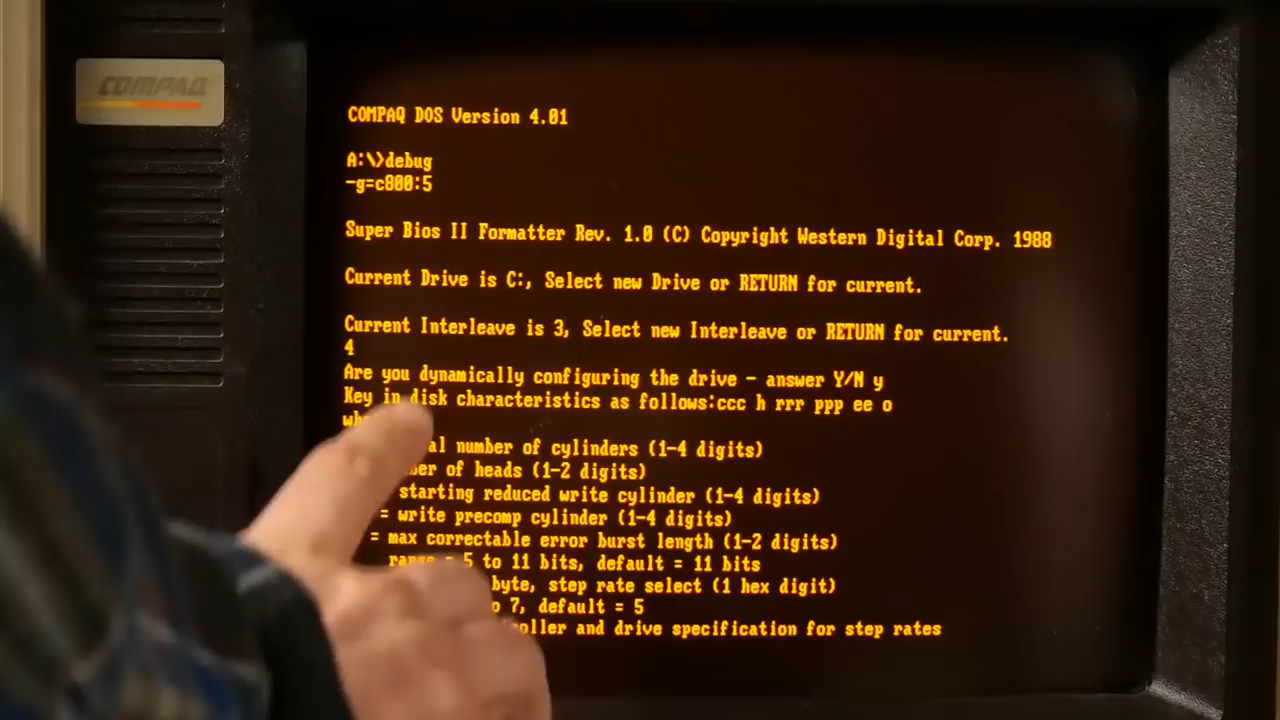 COMPAQ
COMPAQ DOS Version 4.01
A:\>debug
-g=c800:5
Super Bios II Formatter Rev. 1.0 (C) Copyright Western Digital Corp. 1988
Current Drive is C:, Select new Drive or RETURN for current.
Current Interleave is 3, Select new Interleave or RETURN for current.
4
Are you dynamically configuring the drive - answer Y/N y
Key in disk characteristics as follows:ccc h rrr ppp ee o
number of cylinders (1-4 digits)
of heads (1-2 digits)
starting reduced write cylinder (1-4 digits)
= write precomp cylinder (1-4 digits)
= max correctable error burst length (1-2 digits)
range = 5 to 11 bits, default = 11 bits
byte, step rate select (1 hex digit)
7, default = 5
and drive specification for step rates